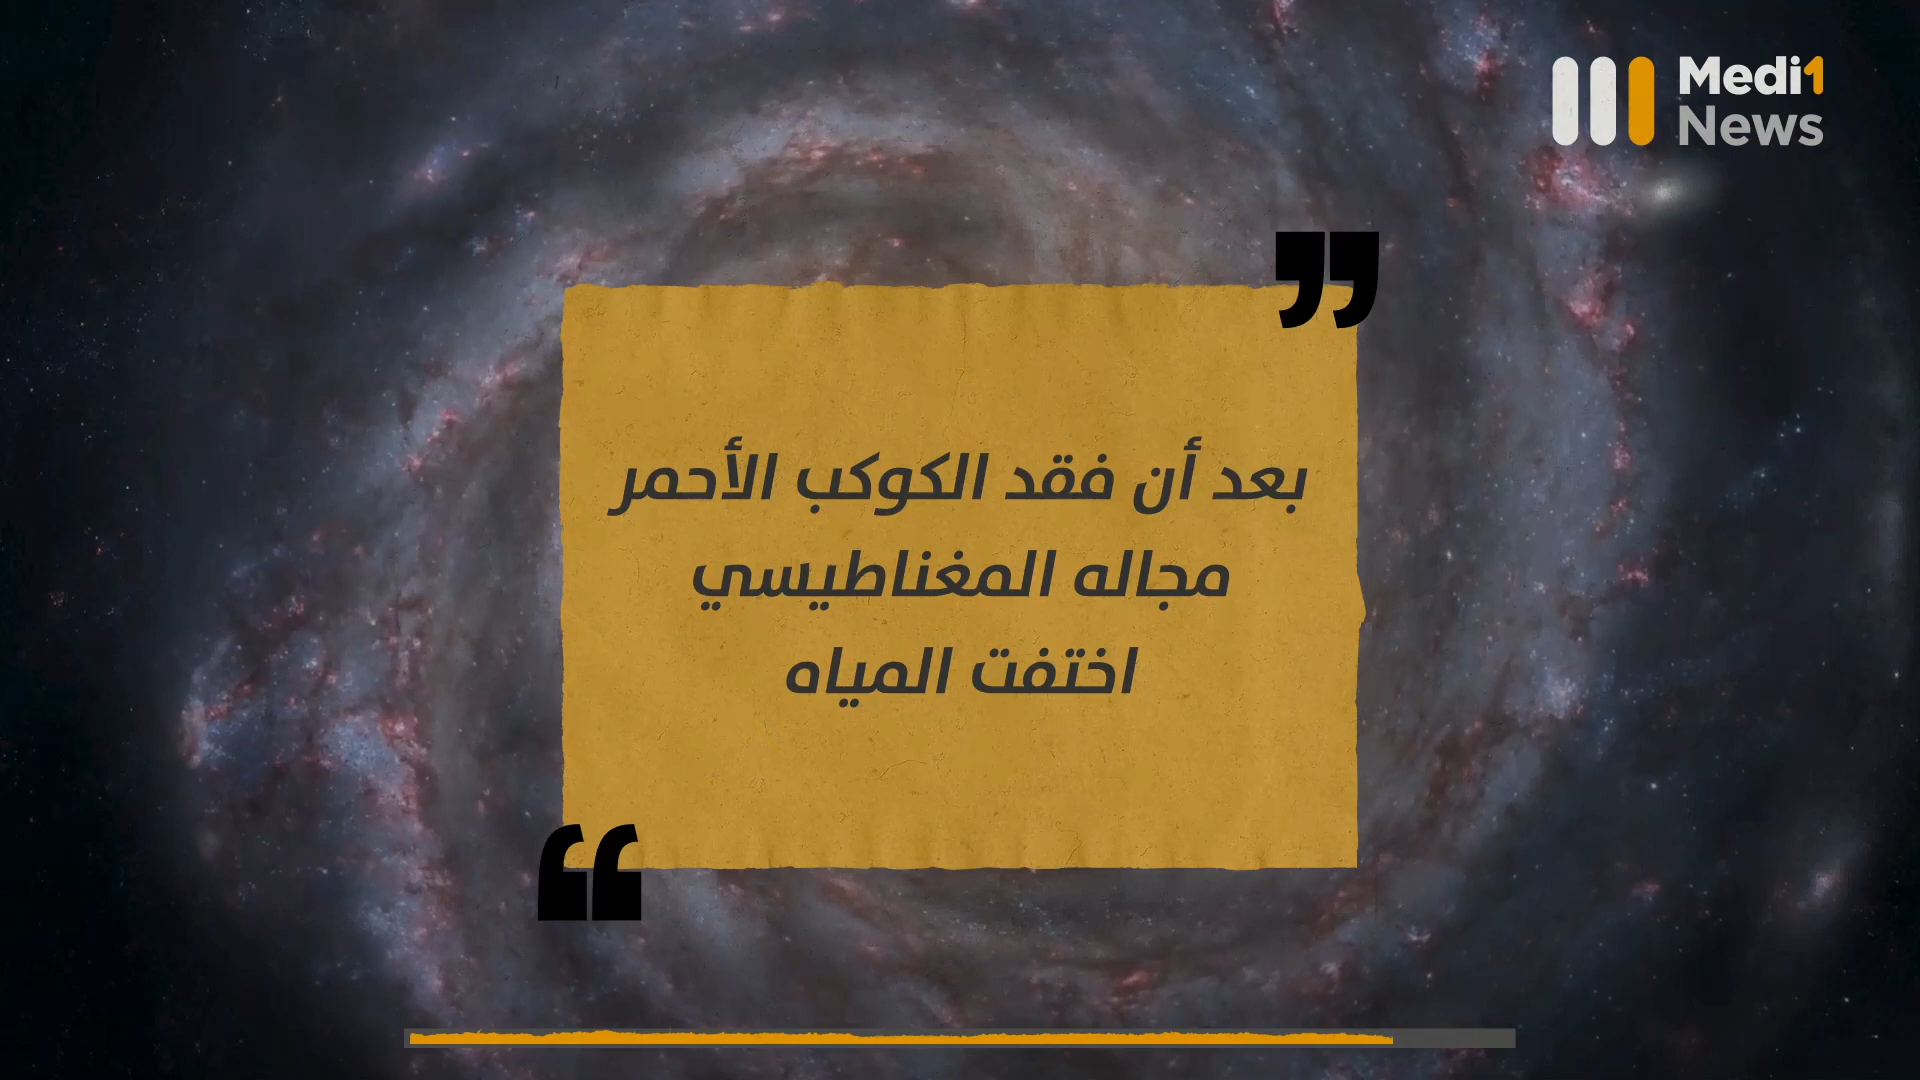 Medi1
News
بعد أن فقد الكوكب الأحمر
مجاله المغناطيسي
اختفت المياه